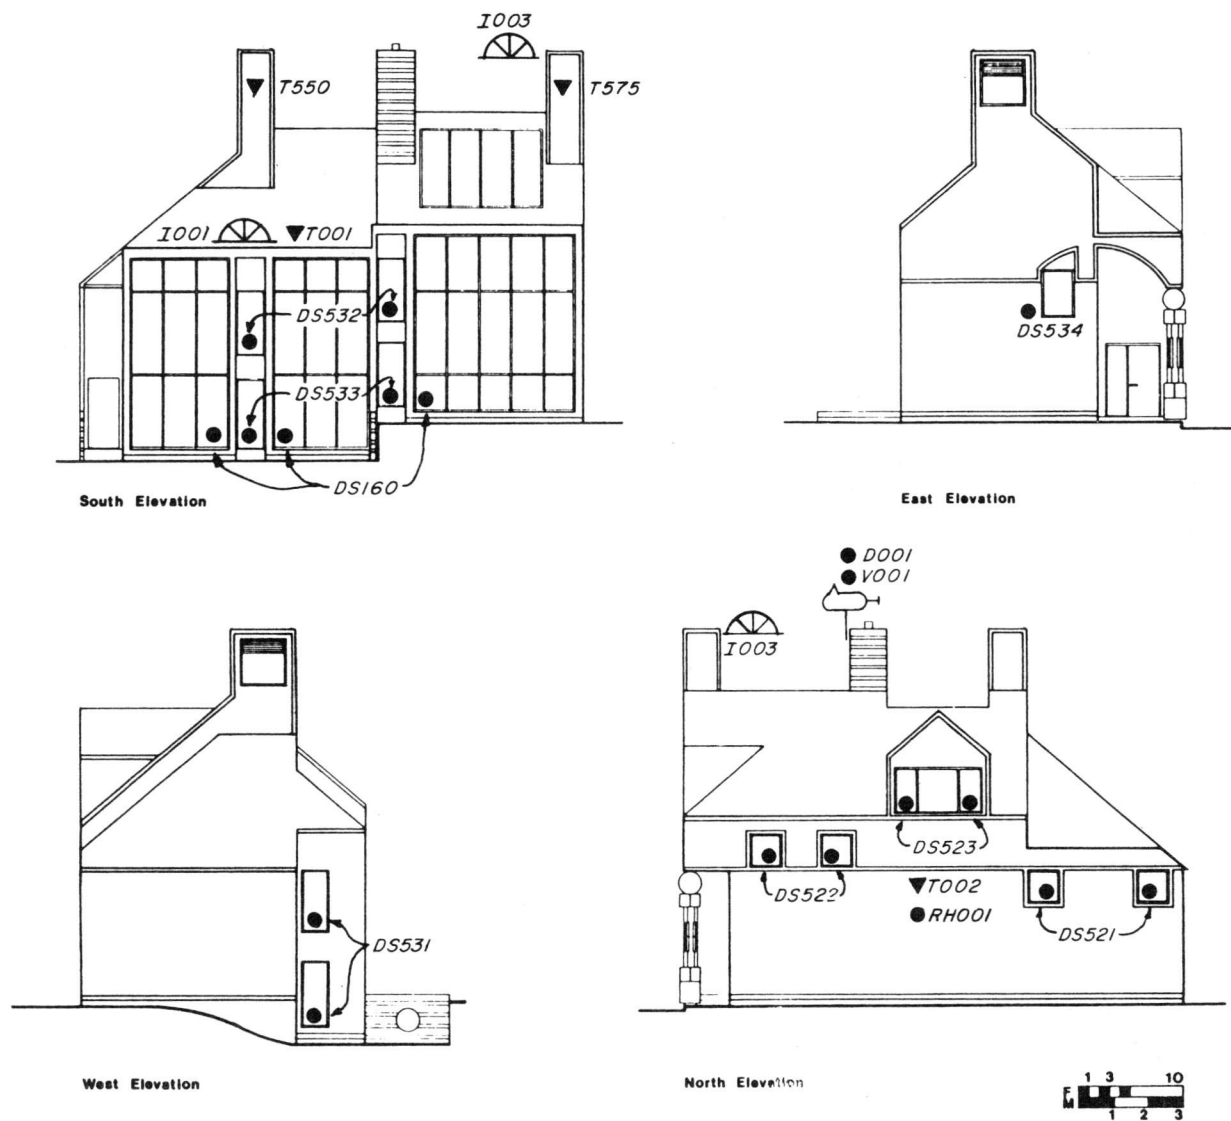 I003
T550
T575
I001
T001
DS532
DS533
DS160
South Elevation
DS534
East Elevation
D001
V001
I003
DS531
West Elevation
DS523
DS522
T002
RH001
DS521
North Elevation
1 3 10
F
M
1 2 3